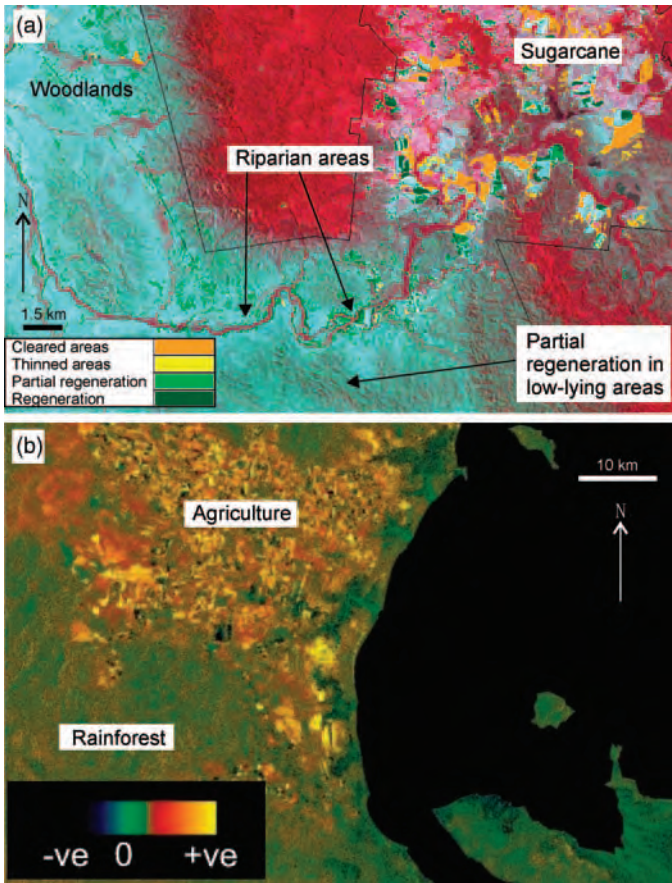 (a)
Sugarcane
Woodlands
Riparian areas
N
1.5 km
Partial
regeneration in
low-lying areas
Cleared areas
Thinned areas
Partial regeneration
Regeneration
(b)
10 km
Agriculture
N
Rainforest
-ve 0 +ve